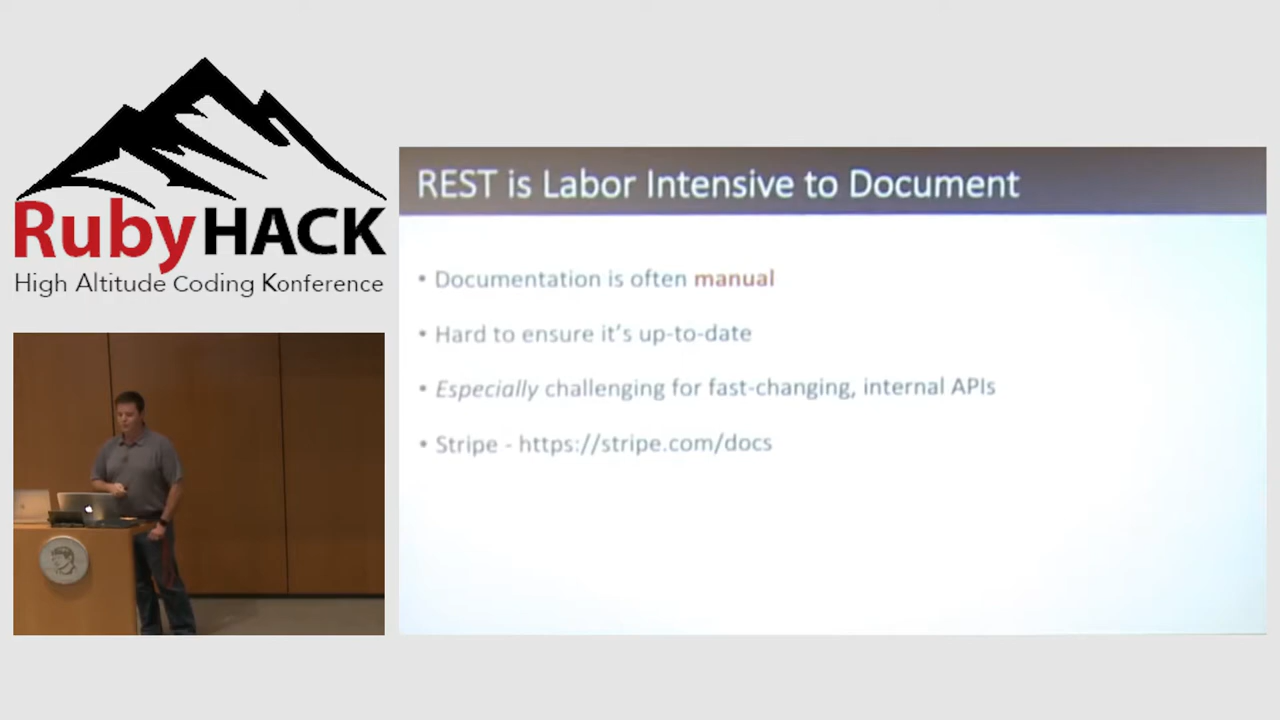 RubyHACK
High Altitude Coding Konference
REST is Labor Intensive to Document
• Documentation is often manual
• Hard to ensure it's up-to-date
• Especially challenging for fast-changing, internal APIs
• Stripe - https://stripe.com/docs